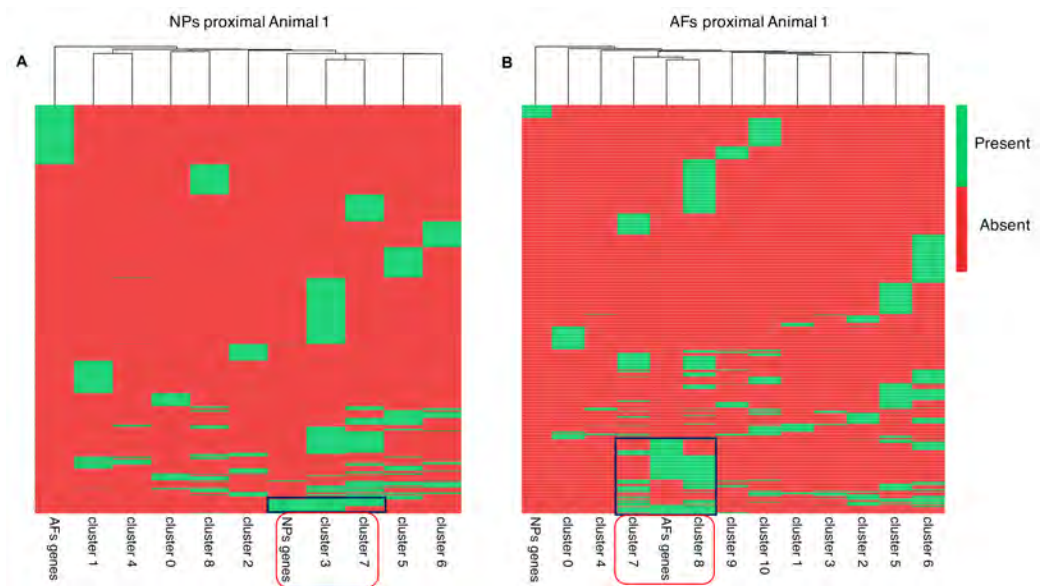 NPs proximal Animal 1
AFs proximal Animal 1
A
B
Present
Absent
AFs genes
cluster 1
cluster 4
cluster 0
cluster 8
cluster 2
NPs genes
cluster 3
cluster 7
cluster 5
cluster 6
NPs genes
cluster 0
cluster 4
cluster 7
AFs genes
cluster 8
cluster 9
cluster 10
cluster 1
cluster 3
cluster 2
cluster 5
cluster 6